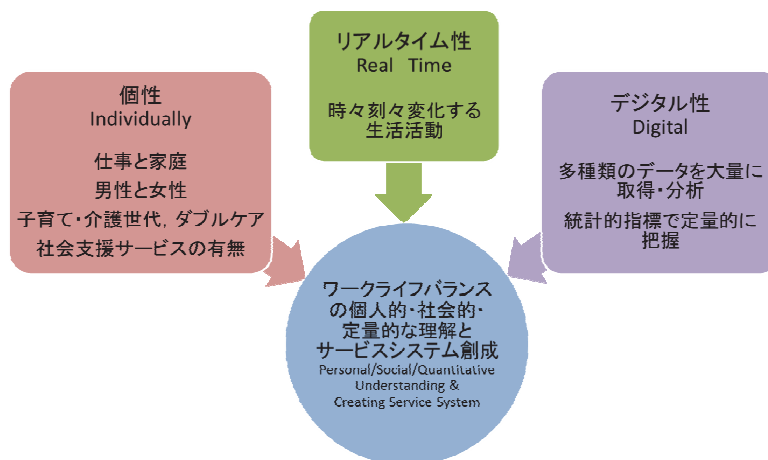 個性
Individually
仕事と家庭
男性と女性
子育て・介護世代, ダブルケア
社会支援サービスの有無
リアルタイム性
Real Time
時々刻々変化する
生活活動
デジタル性
Digital
多種類のデータを大量に
取得・分析
統計的指標で定量的に
把握
ワークライフバランス
の個人的・社会的・
定量的な理解と
サービスシステム創成
Personal/Social/Quantitative
Understanding &
Creating Service System